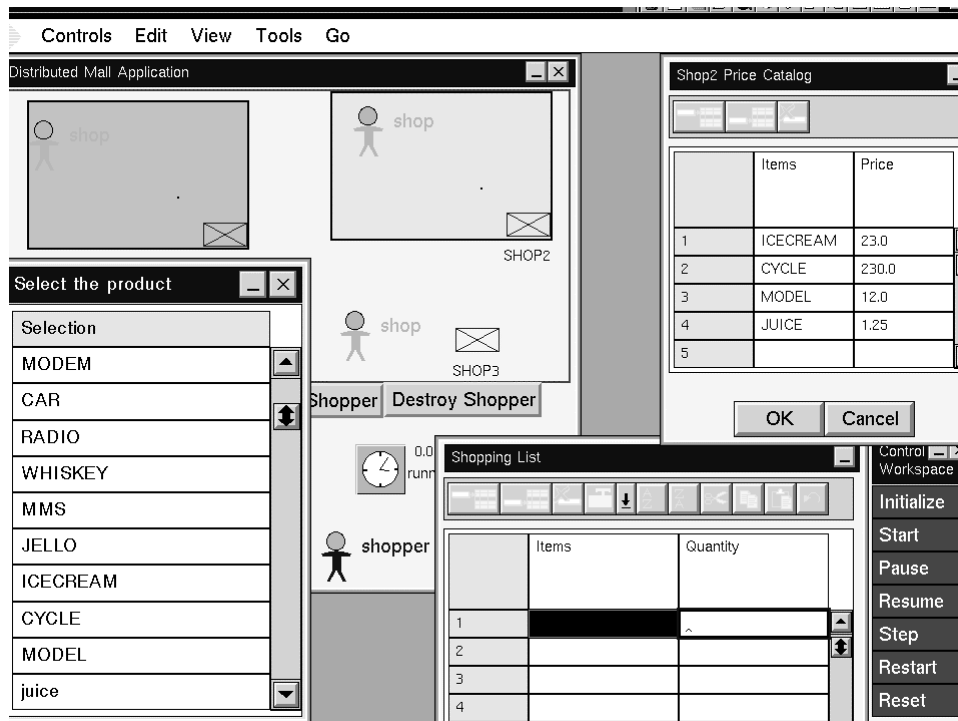 Controls Edit View Tools Go
Distributed Mall Application
shop
shop
SHOP2
shop
SHOP3
Shopper Destroy Shopper
0.0
runn
shopper
Select the product
Selection
MODEM
CAR
RADIO
WHISKEY
MMS
JELLO
ICECREAM
CYCLE
MODEL
juice
Shop2 Price Catalog
Items Price
1 ICECREAM 23.0
2 CYCLE 230.0
3 MODEL 12.0
4 JUICE 1.25
5
OK Cancel
Shopping List
Items Quantity
1
2
3
4
Control
Workspace
Initialize
Start
Pause
Resume
Step
Restart
Reset